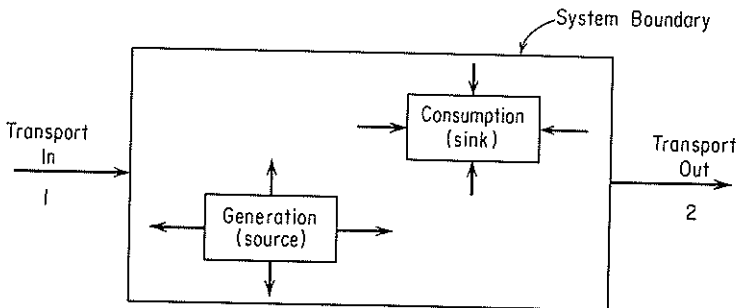 System Boundary
Transport
In
1
Consumption
(sink)
Transport
Out
2
Generation
(source)